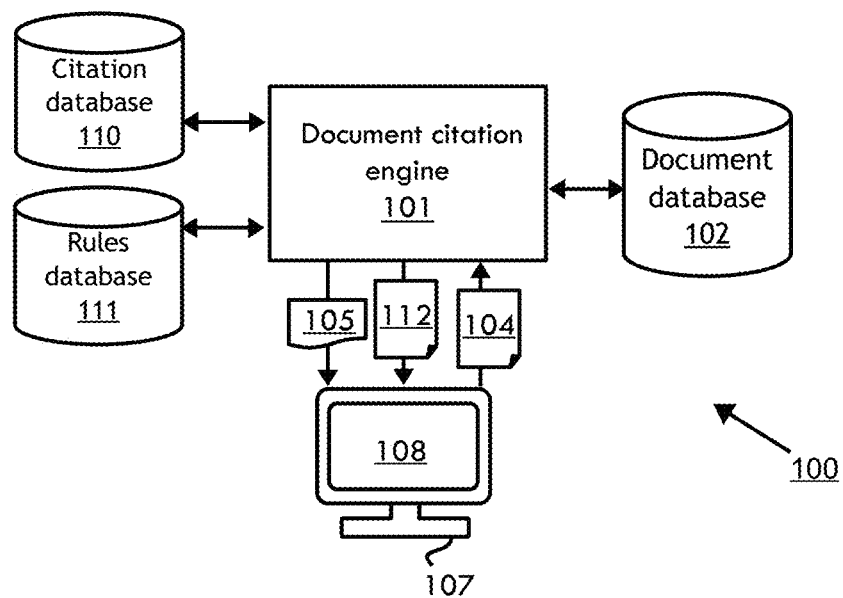 Citation
database
110
Document citation
engine
101
Document
database
102
Rules
database
111
105
112
104
108
100
107